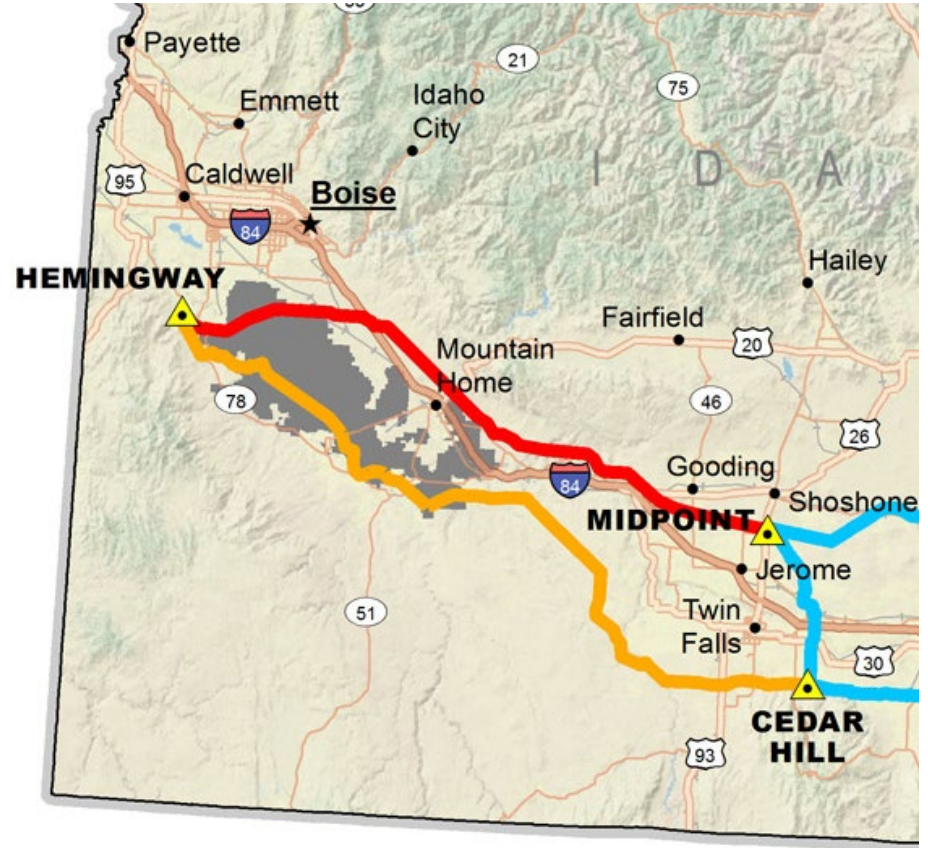 55
Payette
21
75
Emmett
Idaho
City
I D A
95
Caldwell
Boise
84
HEMINGWAY
Hailey
Fairfield
20
Mountain
Home
78
46
26
Gooding
84
Shoshone
MIDPOINT
Jerome
51
Twin
Falls
30
CEDAR
HILL
93